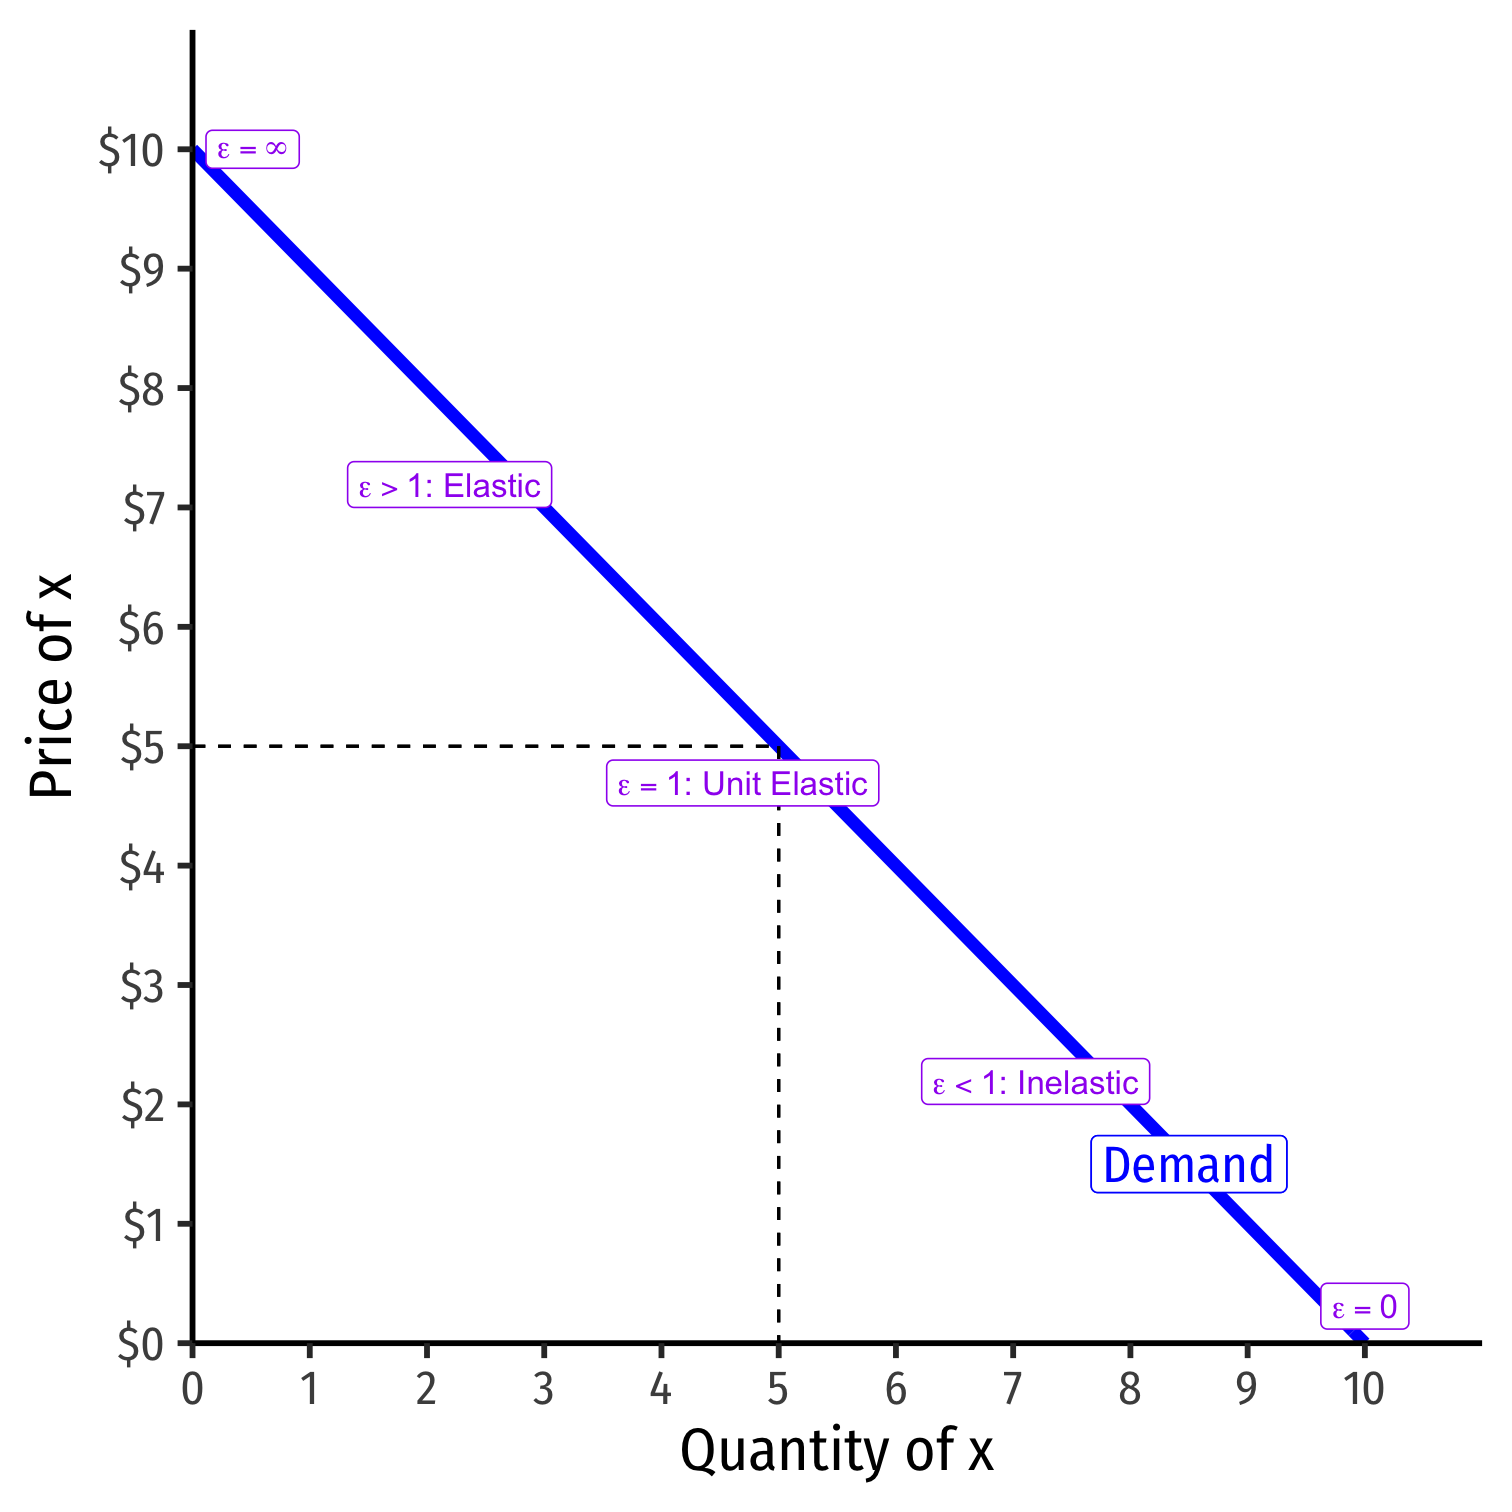 $10
ε = ∞
$9
$8
ε > 1: Elastic
$7
Price of x
$6
$5
ε = 1: Unit Elastic
$4
$3
ε < 1: Inelastic
$2
Demand
$1
ε = 0
$0
0 1 2 3 4 5 6 7 8 9 10
Quantity of x